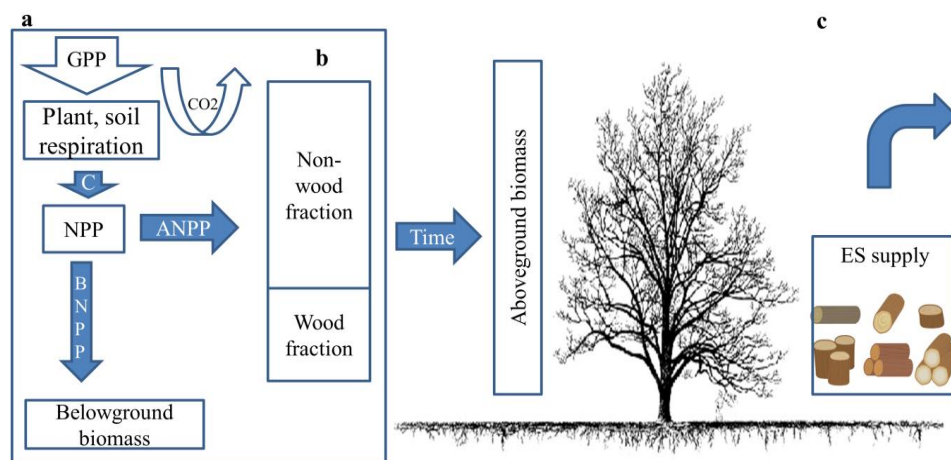 a
GPP
CO2
b
c
Plant, soil
respiration
C
NPP
ANPP
Non-
wood
fraction
Time
Aboveground biomass
ES supply
B
N
P
P
Wood
fraction
Belowground
biomass